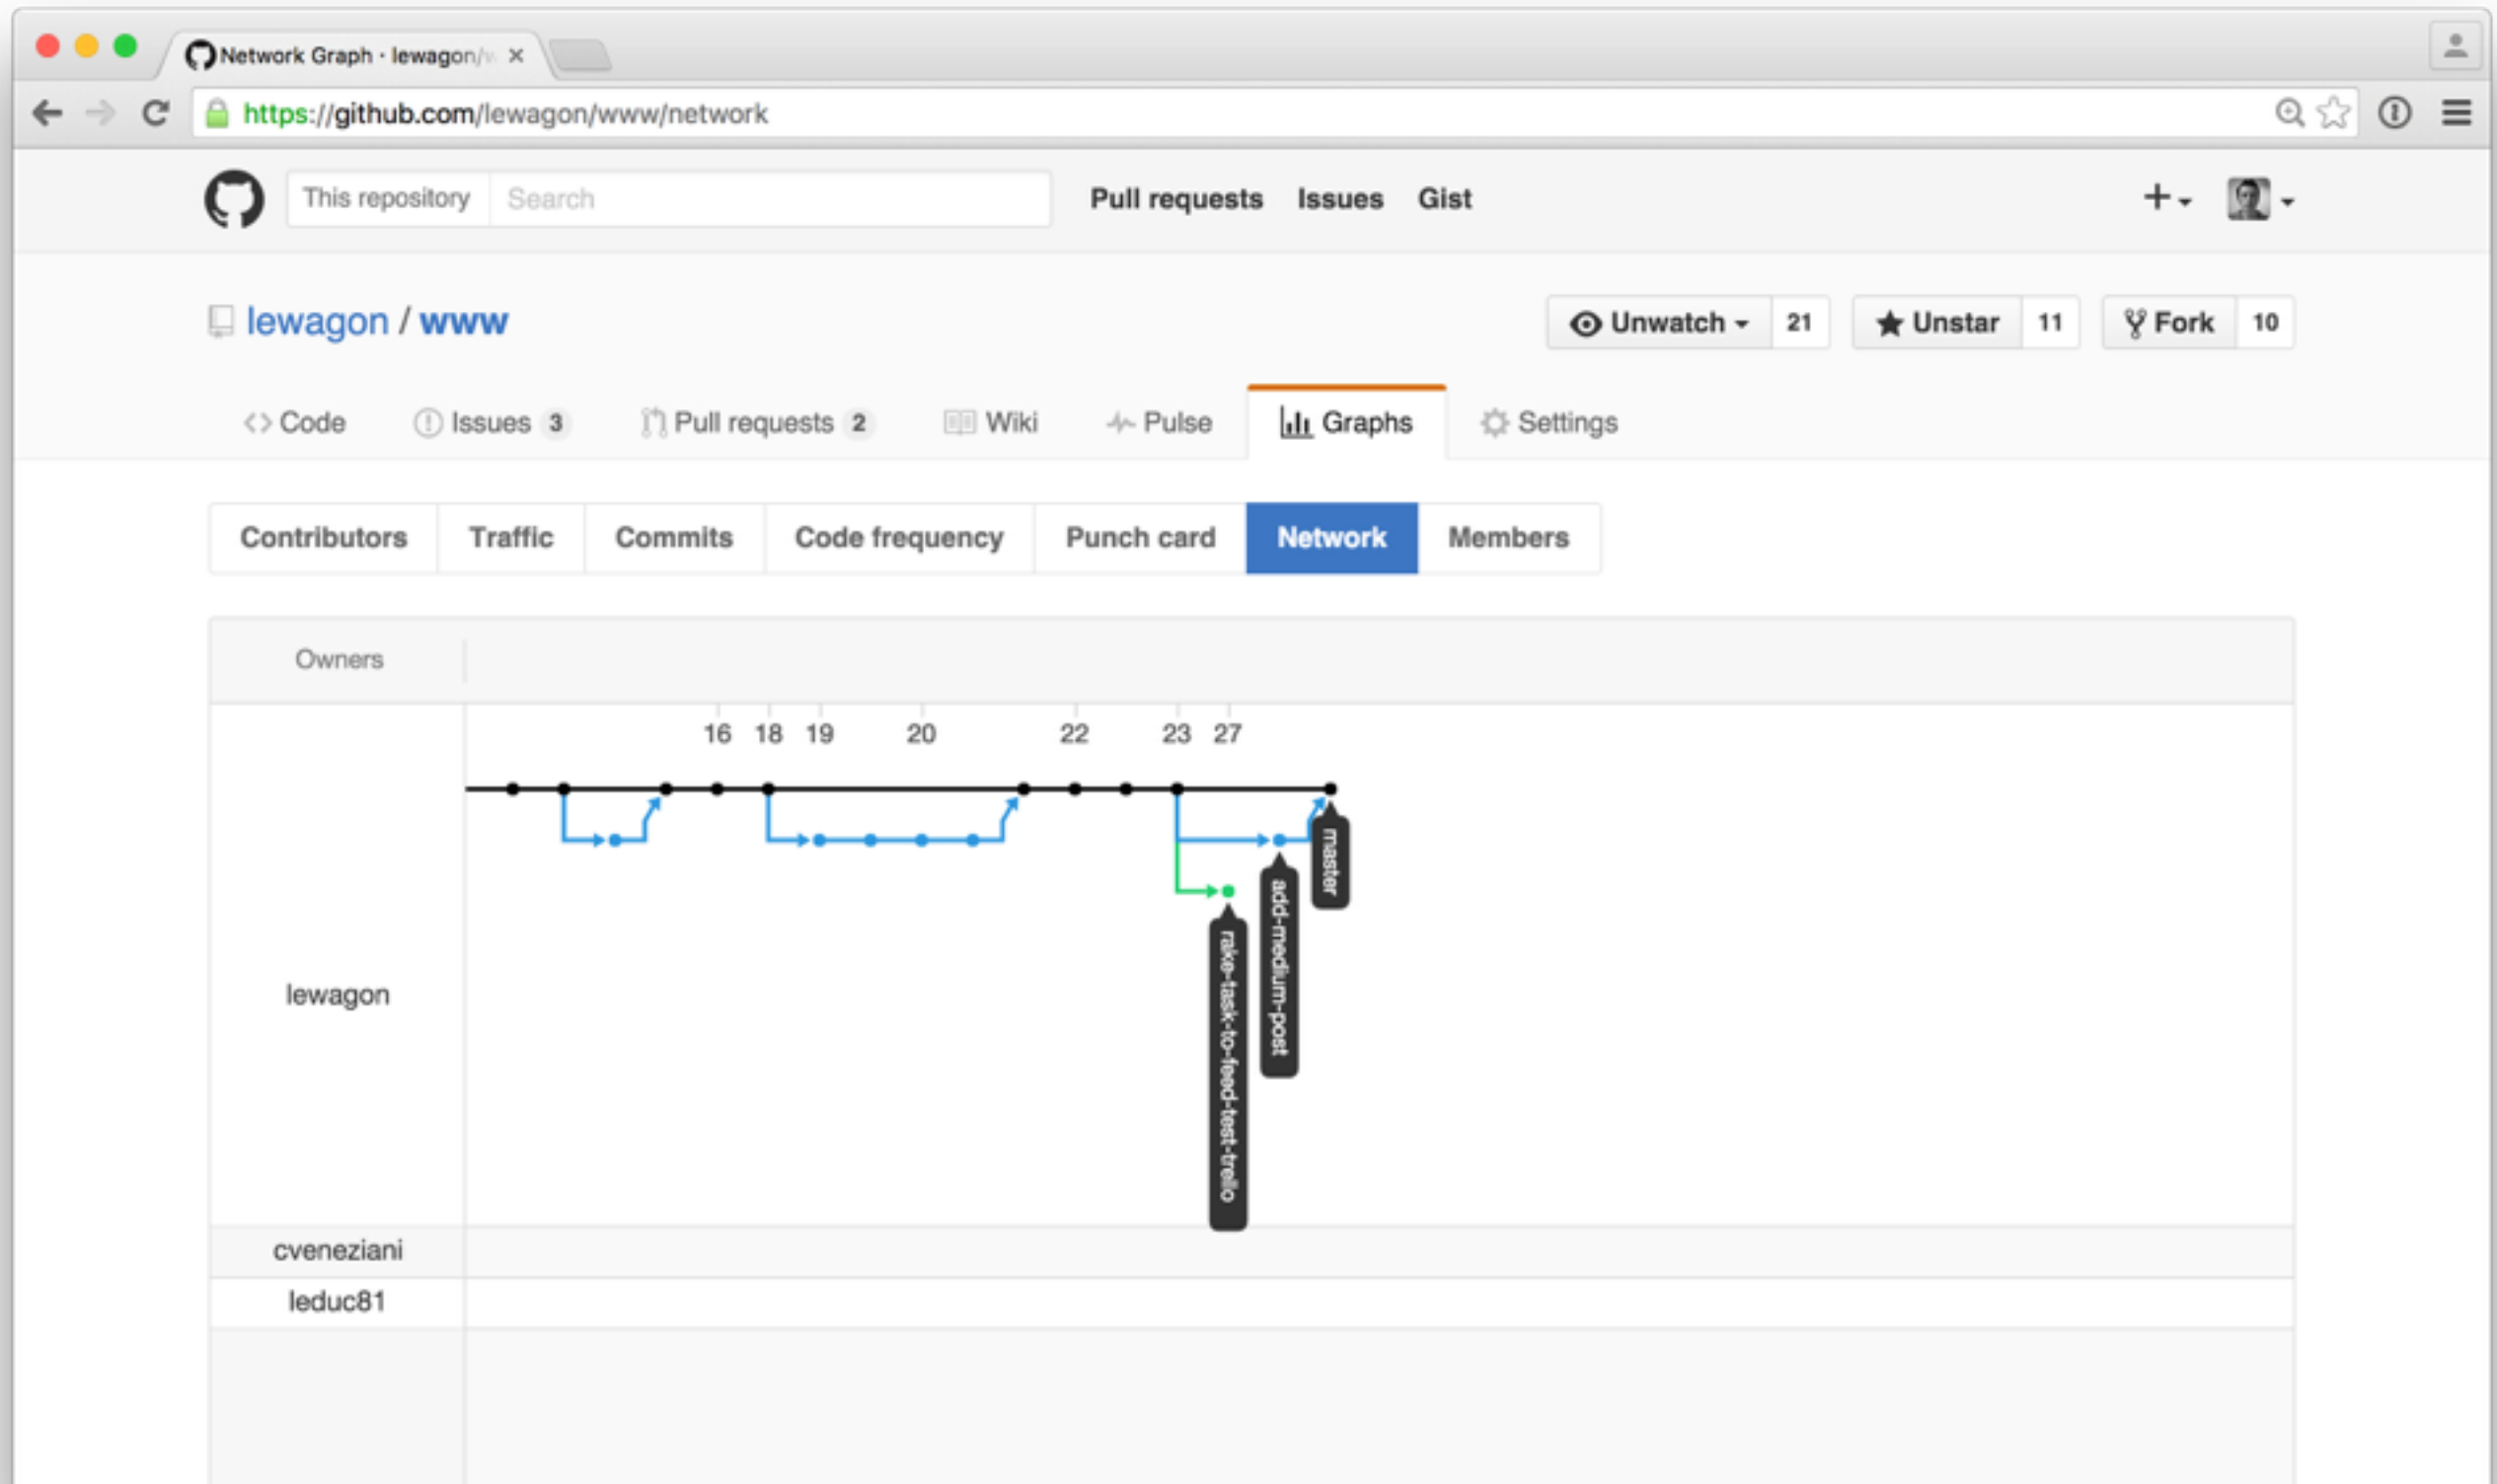 Network Graph · lewagon/w
https://github.com/lewagon/www/network
This repository Search Pull requests Issues Gist
lewagon / www Unwatch 21 Unstar 11 Fork 10
Code Issues 3 Pull requests 2 Wiki Pulse Graphs Settings
Contributors Traffic Commits Code frequency Punch card Network Members
Owners
16 18 19 20 22 23 27
master
add-medium-post
rake-task-to-feed-test-trello
lewagon
cveneziani
leduc81